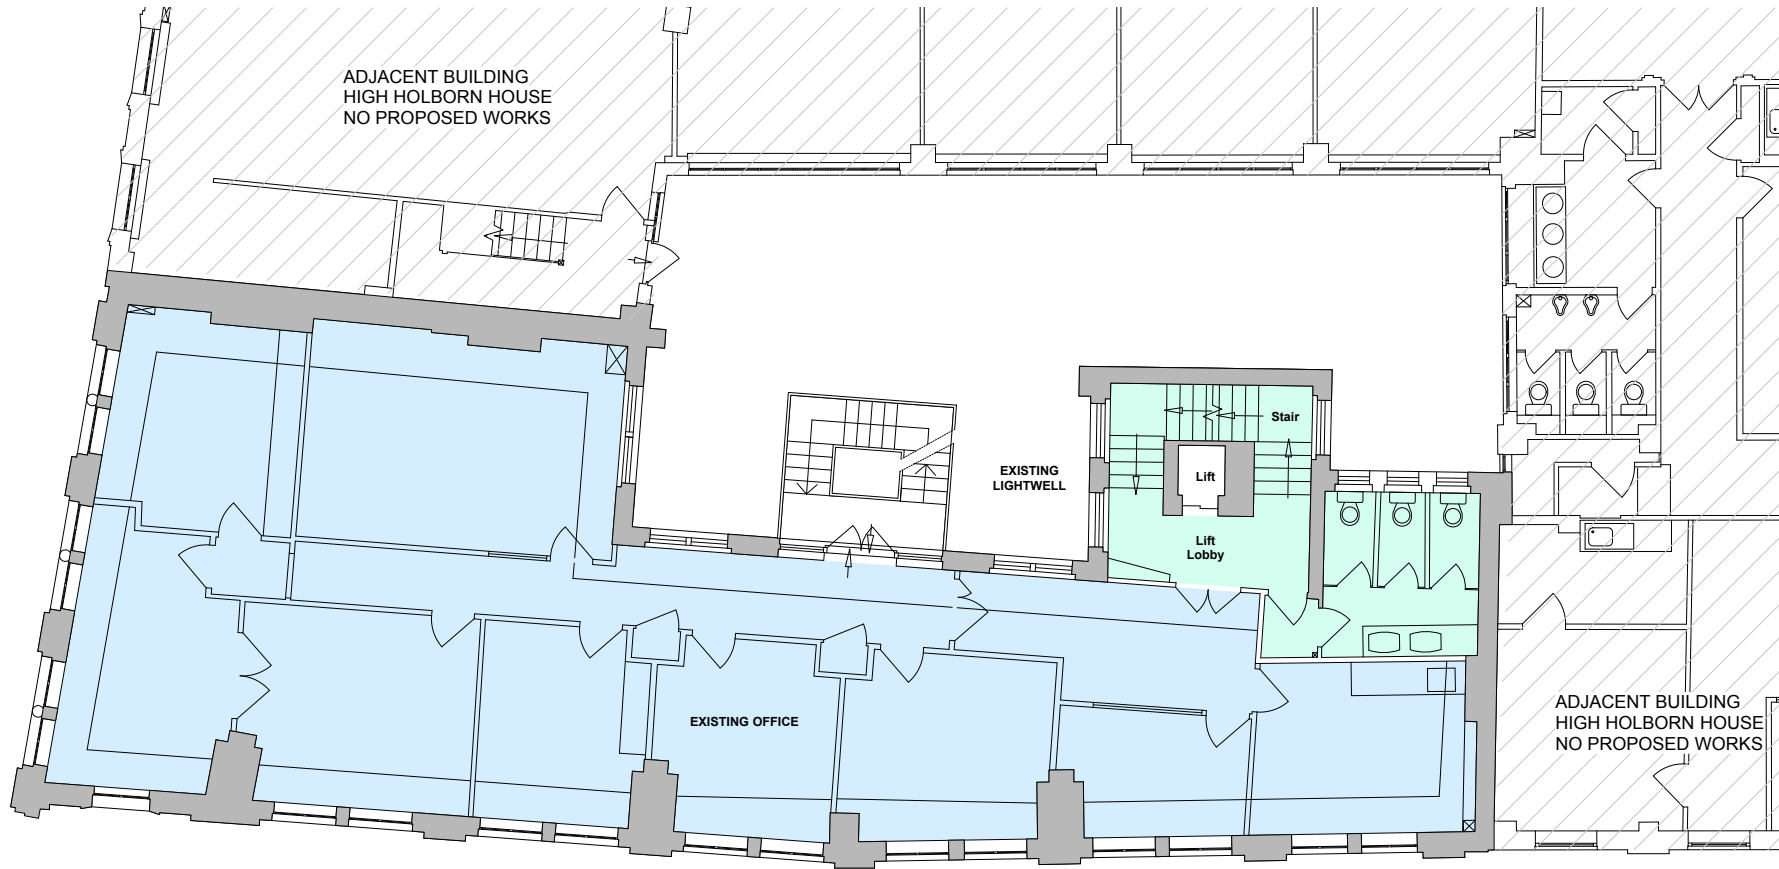 ADJACENT BUILDING
HIGH HOLBORN HOUSE
NO PROPOSED WORKS
Stair
EXISTING
LIGHTWELL
Lift
Lift
Lobby
EXISTING OFFICE
ADJACENT BUILDING
HIGH HOLBORN HOUSE
NO PROPOSED WORKS